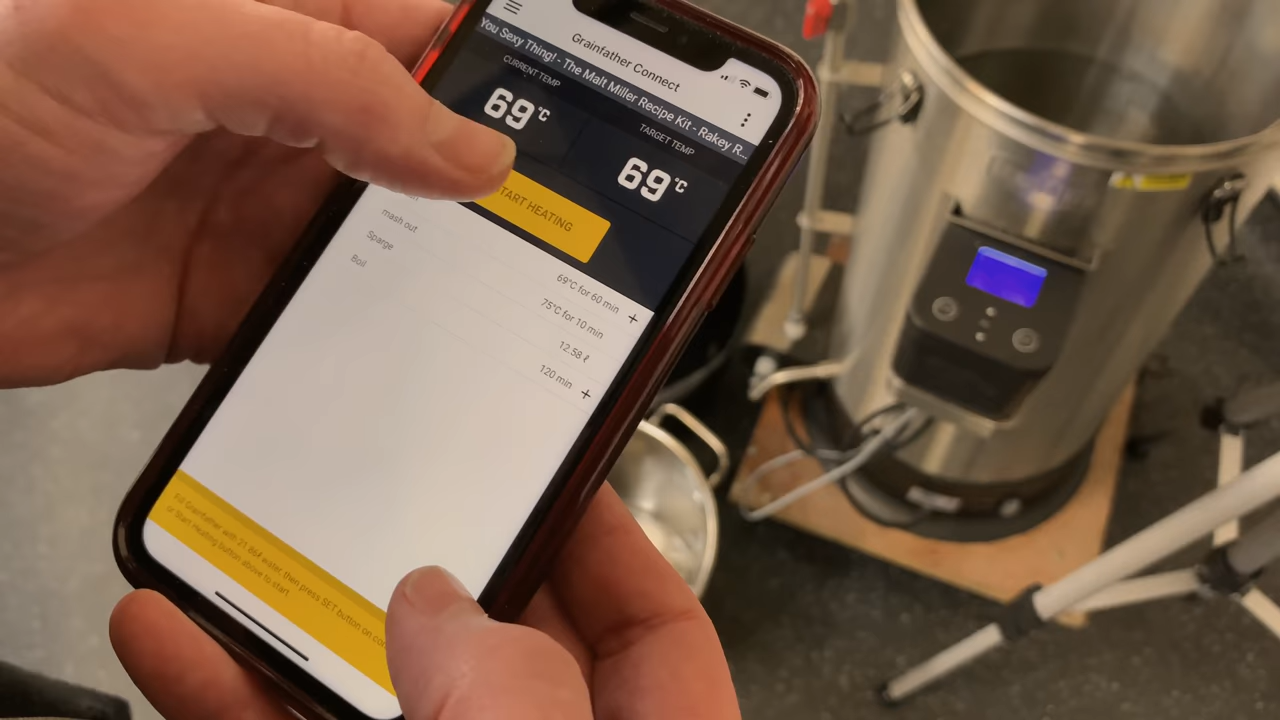 Grainfather Connect
You Sexy Thing! - The Malt Miller Recipe Kit - Rakey R...
CURRENT TEMP
69°C
TARGET TEMP
69°C
TART HEATING
69°C for 60 min +
mash out 75°C for 10 min
Sparge 12.58 ℓ
Boil 120 min +
Fill Grainfather with 21.86ℓ water, then press SET button on con
or Start heating button above to start